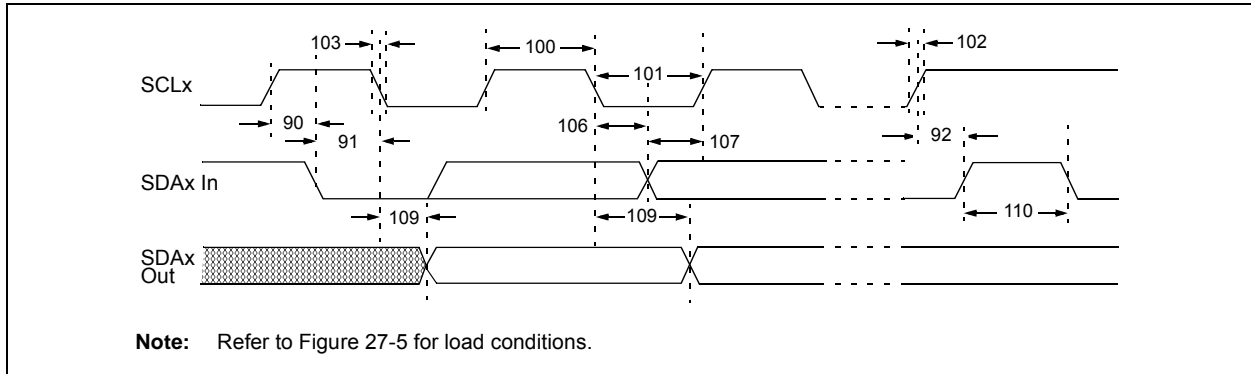 103 100 102
SCLx 101
90 106 107 92
91
SDAx In
109 109 110
SDAx
Out
Note: Refer to Figure 27-5 for load conditions.